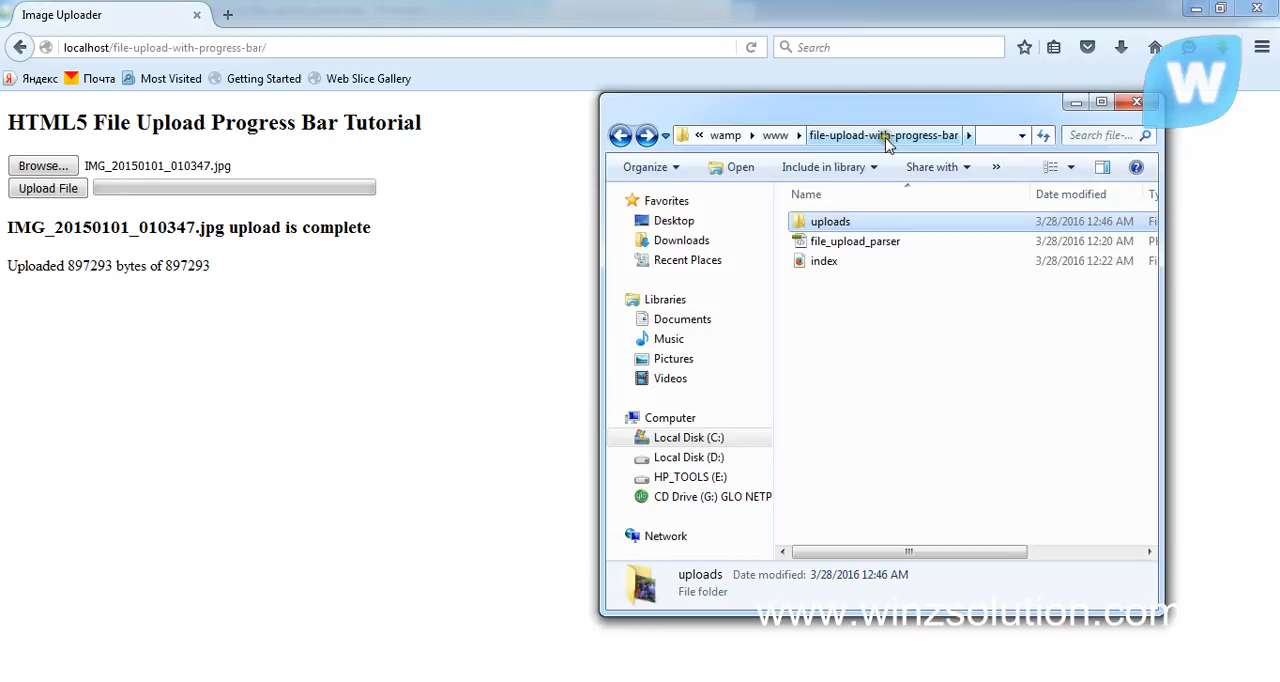 Image Uploader
localhost/file-upload-with-progress-bar/
Search
Яндекс Почта Most Visited Getting Started Web Slice Gallery
W
HTML5 File Upload Progress Bar Tutorial
Browse... IMG_20150101_010347.jpg
Upload File
IMG_20150101_010347.jpg upload is complete
Uploaded 897293 bytes of 897293
« wamp www file-upload-with-progress-bar Search file-...
Organize Open Include in library Share with »
Favorites
Desktop
Downloads
Recent Places
Libraries
Documents
Music
Pictures
Videos
Computer
Local Disk (C:)
Local Disk (D:)
HP_TOOLS (E:)
CD Drive (G:) GLO NETP
Network
Name Date modified Ty
uploads 3/28/2016 12:46 AM Fi
file_upload_parser 3/28/2016 12:20 AM
index 3/28/2016 12:22 AM Fi
uploads Date modified: 3/28/2016 12:46 AM
File folder
www.winzsolution.com